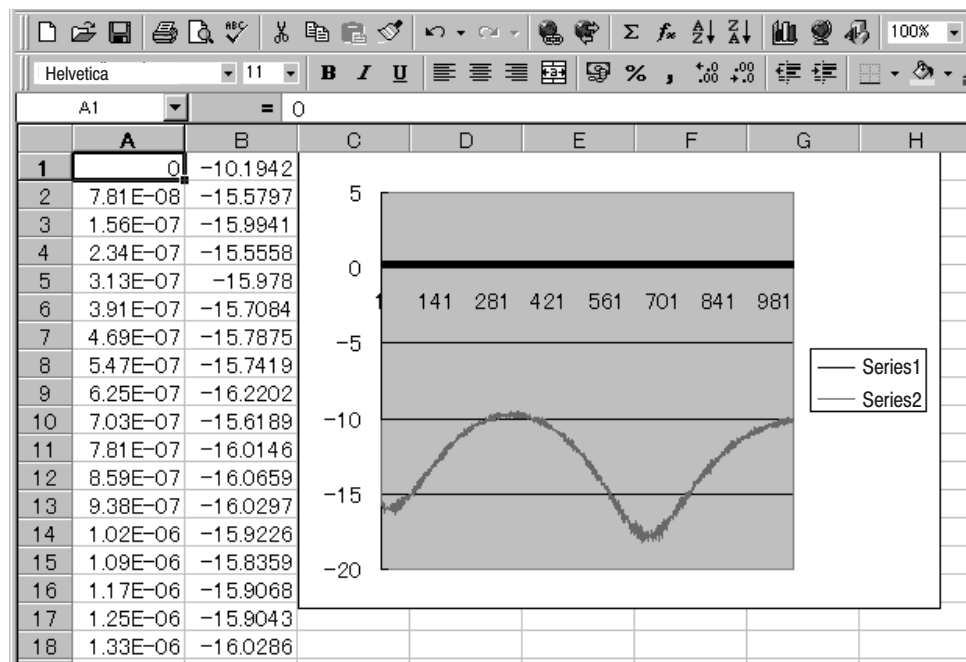 ABC Σ f* A Z Z A 100%
Helvetica 11 B I U % , +.0 .00 .00 +.0
A1 = 0
A B C D E F G H
1 0 −10.1942
2 7.81E−08 −15.5797
3 1.56E−07 −15.9941
4 2.34E−07 −15.5558
5 3.13E−07 −15.978
6 3.91E−07 −15.7084
7 4.69E−07 −15.7875
8 5.47E−07 −15.7419
9 6.25E−07 −16.2202
10 7.03E−07 −15.6189
11 7.81E−07 −16.0146
12 8.59E−07 −16.0659
13 9.38E−07 −16.0297
14 1.02E−06 −15.9226
15 1.09E−06 −15.8359
16 1.17E−06 −15.9068
17 1.25E−06 −15.9043
18 1.33E−06 −16.0286
5
0
1 141 281 421 561 701 841 981
−5
−10
−15
−20
Series1
Series2